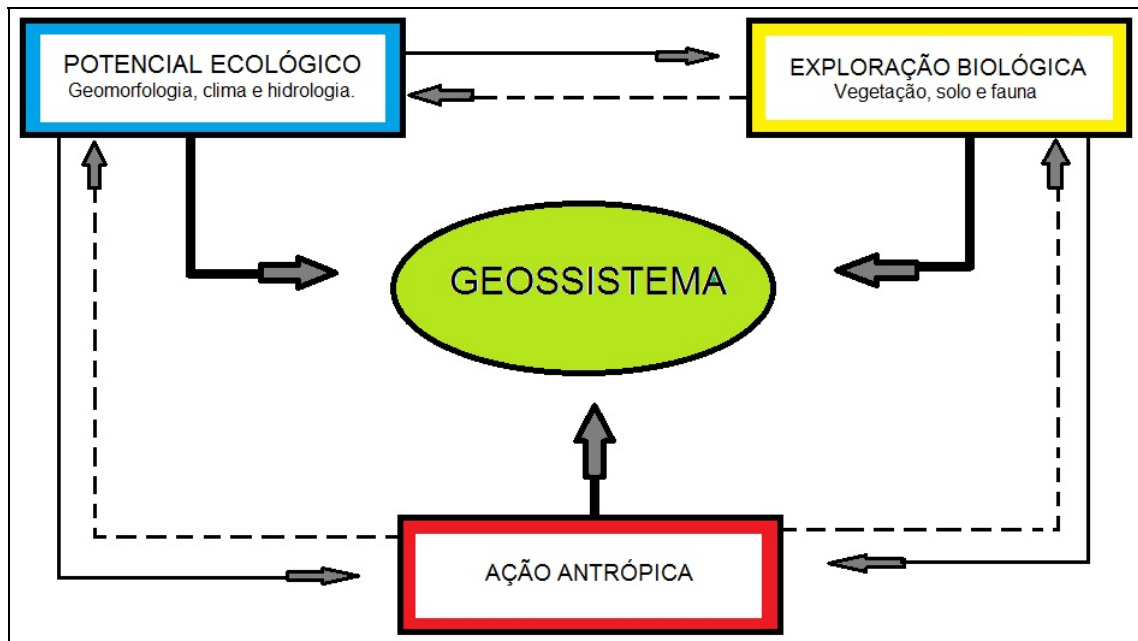 POTENCIAL ECOLÓGICO
Geomorfologia, clima e hidrologia.
EXPLORAÇÃO BIOLÓGICA
Vegetação, solo e fauna
GEOSSISTEMA
AÇÃO ANTRÓPICA